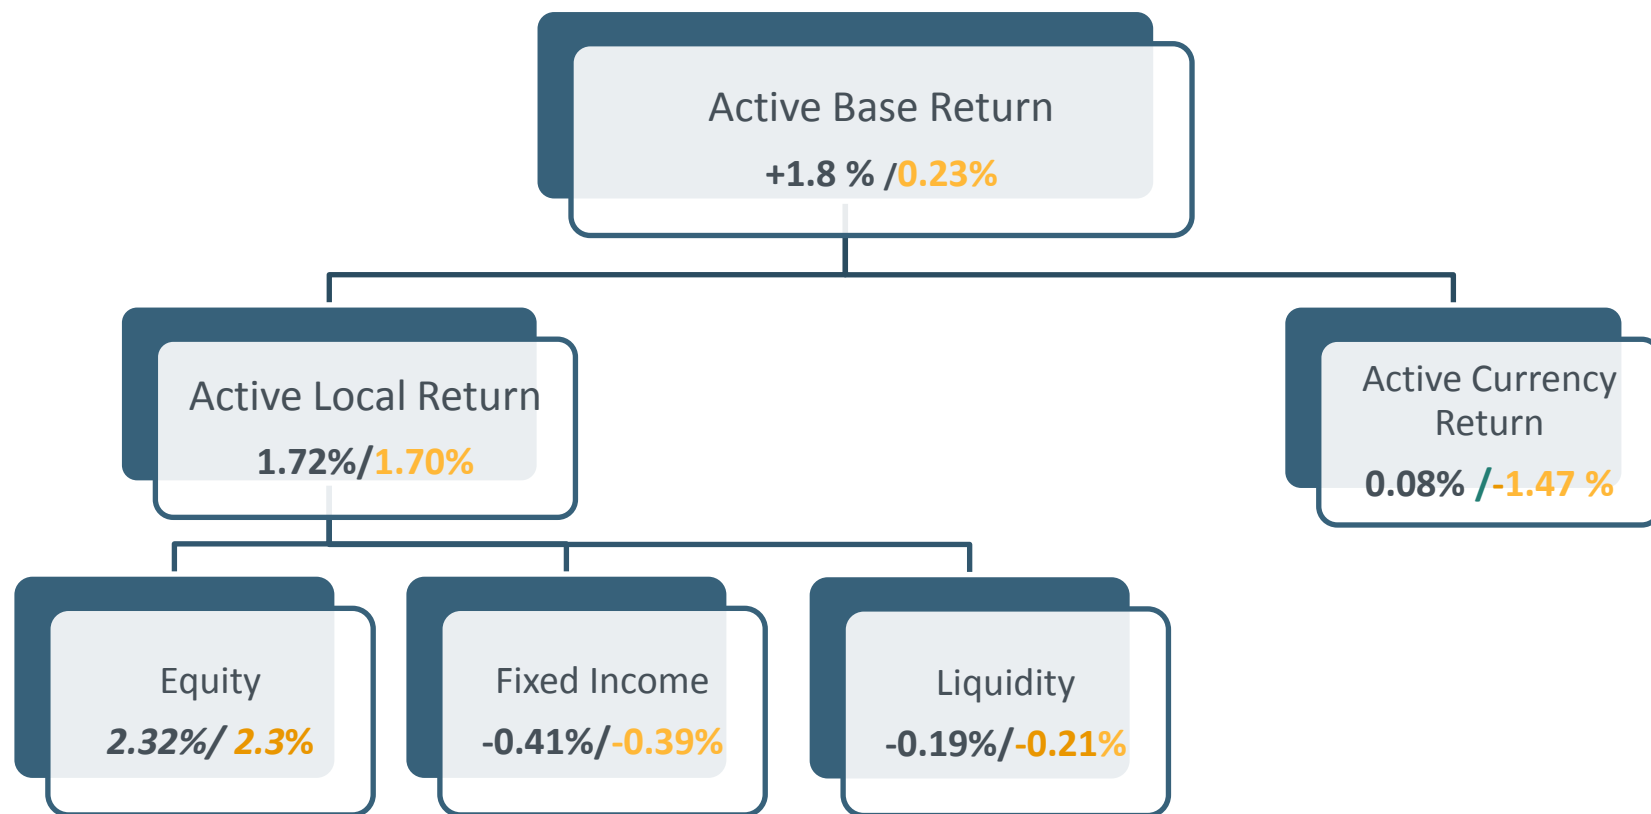 Active Base Return
+1.8 % /0.23%
Active Local Return
1.72%/1.70%
Active Currency
Return
0.08% /-1.47 %
Equity
2.32%/ 2.3%
Fixed Income
-0.41%/-0.39%
Liquidity
-0.19%/-0.21%